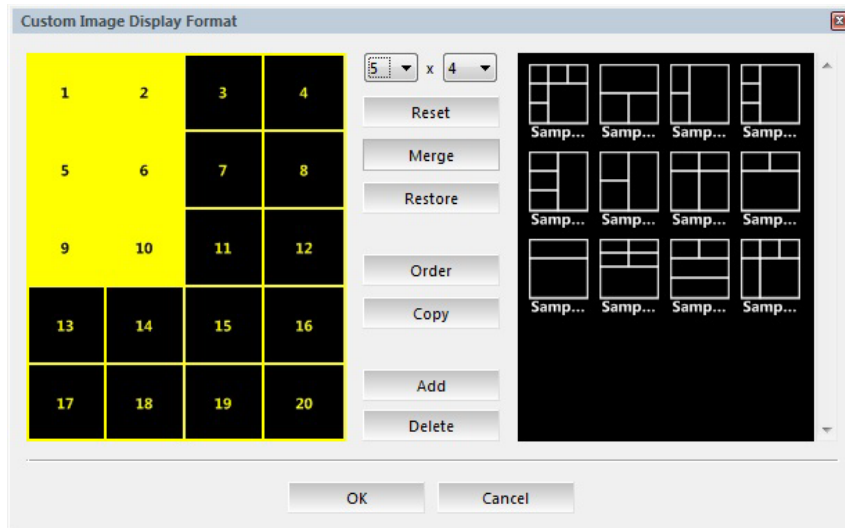 Custom Image Display Format
1 2 3 4
5 6 7 8
9 10 11 12
13 14 15 16
17 18 19 20
5 x 4
Reset
Merge
Restore
Order
Copy
Add
Delete
Samp... Samp... Samp... Samp...
Samp... Samp... Samp... Samp...
Samp... Samp... Samp... Samp...
OK Cancel